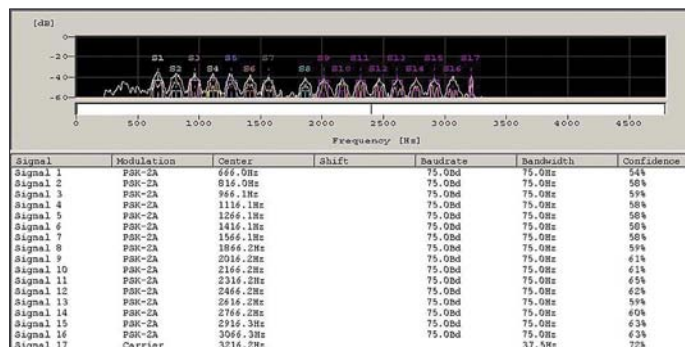 [dB]
0
-20
-40
-60
S1 S3 S5 S7 S9 S11 S13 S15 S17
S2 S4 S6 S8 S10 S12 S14 S16
0 500 1000 1500 2000 2500 3000 3500 4000 4500
Frequency [Hz]
Signal Modulation Center Shift Baudrate Bandwidth Confidence
Signal 1 PSK-2A 666.0Hz 75.0Bd 75.0Hz 54%
Signal 2 PSK-2A 816.0Hz 75.0Bd 75.0Hz 58%
Signal 3 PSK-2A 966.1Hz 75.0Bd 75.0Hz 59%
Signal 4 PSK-2A 1116.1Hz 75.0Bd 75.0Hz 58%
Signal 5 PSK-2A 1266.1Hz 75.0Bd 75.0Hz 58%
Signal 6 PSK-2A 1416.1Hz 75.0Bd 75.0Hz 58%
Signal 7 PSK-2A 1566.1Hz 75.0Bd 75.0Hz 58%
Signal 8 PSK-2A 1866.2Hz 75.0Bd 75.0Hz 59%
Signal 9 PSK-2A 2016.2Hz 75.0Bd 75.0Hz 61%
Signal 10 PSK-2A 2166.2Hz 75.0Bd 75.0Hz 61%
Signal 11 PSK-2A 2316.2Hz 75.0Bd 75.0Hz 65%
Signal 12 PSK-2A 2466.2Hz 75.0Bd 75.0Hz 62%
Signal 13 PSK-2A 2616.2Hz 75.0Bd 75.0Hz 59%
Signal 14 PSK-2A 2766.2Hz 75.0Bd 75.0Hz 60%
Signal 15 PSK-2A 2916.3Hz 75.0Bd 75.0Hz 63%
Signal 16 PSK-2A 3066.3Hz 75.0Bd 75.0Hz 63%
Signal 17 Carrier 3216.2Hz 37.5Hz 72%